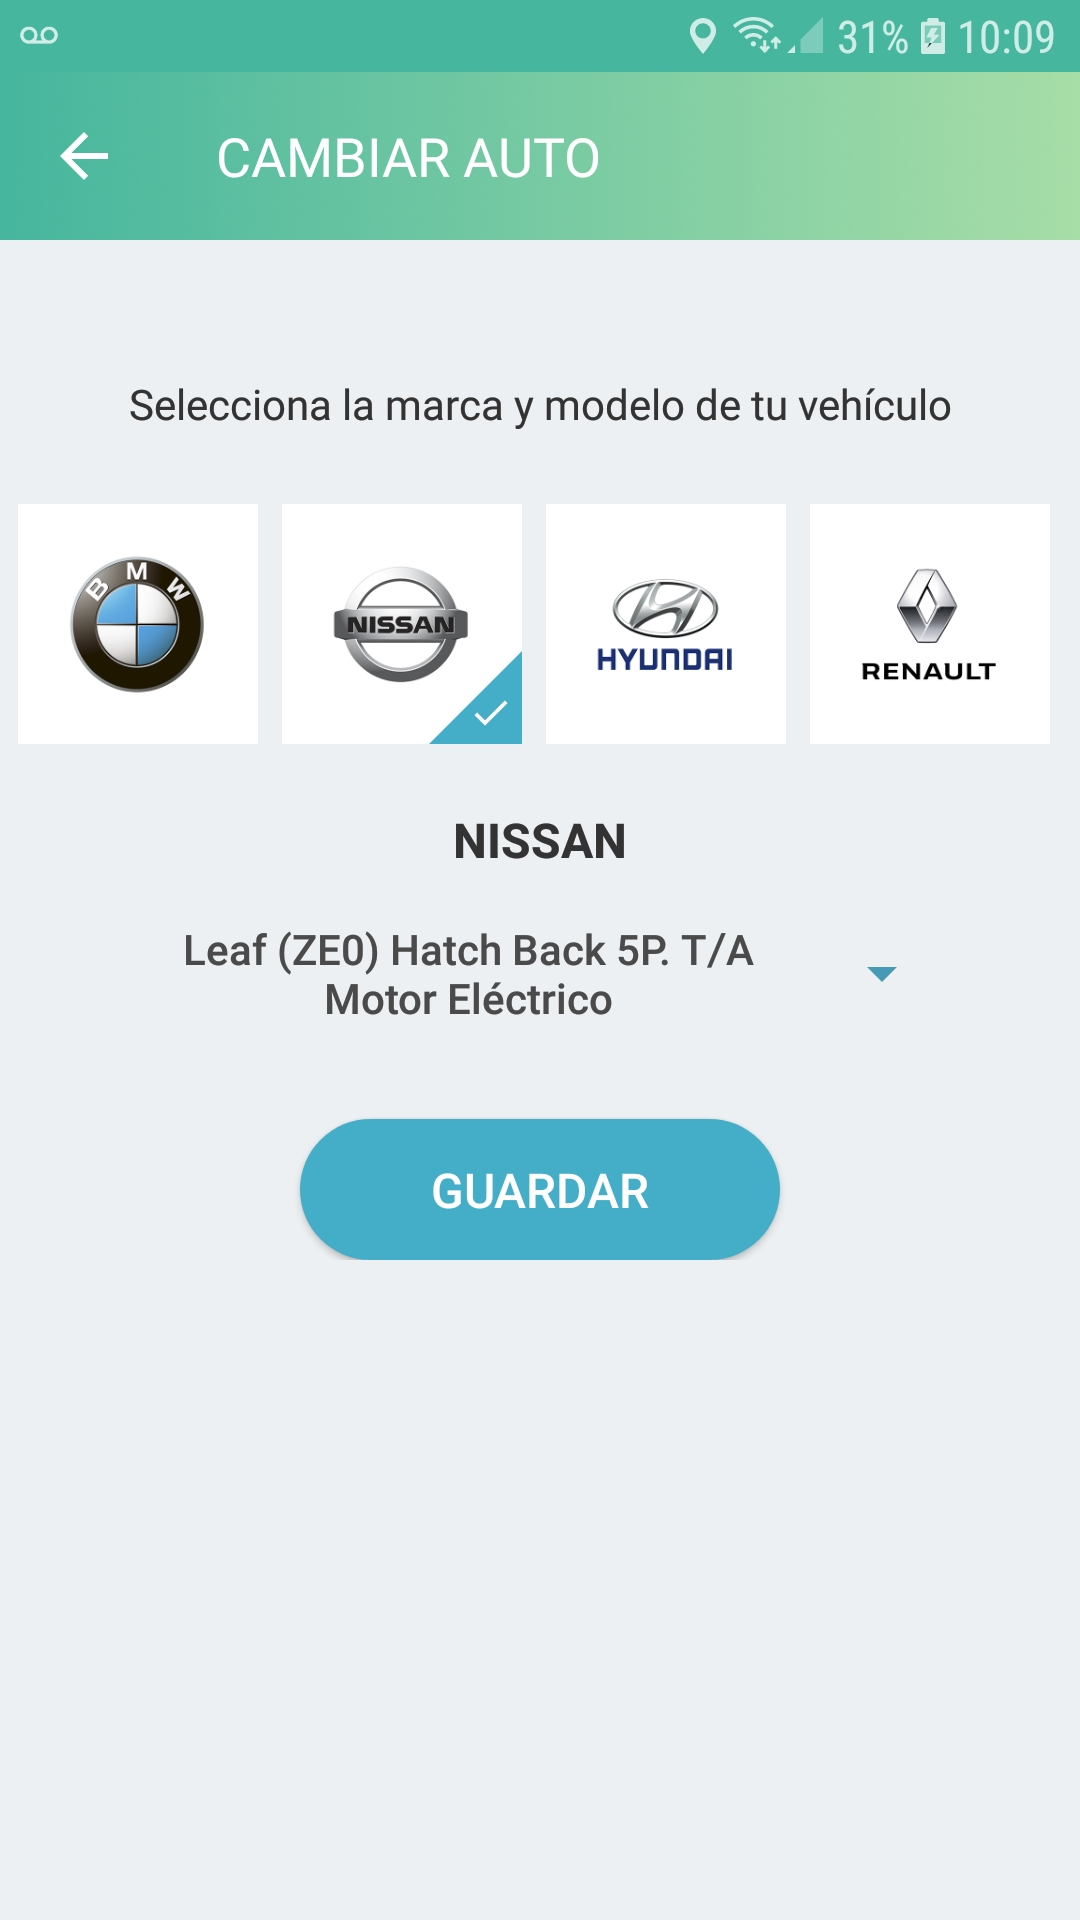 31% 10:09
CAMBIAR AUTO
Selecciona la marca y modelo de tu vehículo
BMW
NISSAN
HYUNDAI
RENAULT
NISSAN
Leaf (ZE0) Hatch Back 5P. T/A
Motor Eléctrico
GUARDAR